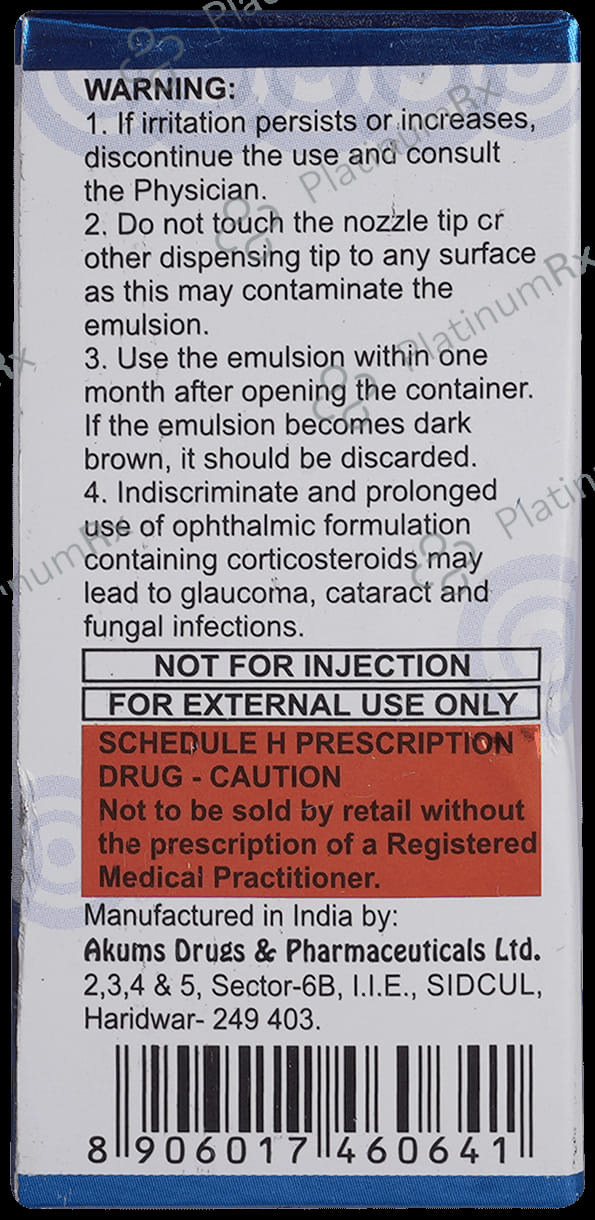 WARNING:
1. If irritation persists or increases,
discontinue the use and consult
the Physician.
2. Do not touch the nozzle tip or
other dispensing tip to any surface
as this may contaminate the
emulsion.
3. Use the emulsion within one
month after opening the container.
If the emulsion becomes dark
brown, it should be discarded.
4. Indiscriminate and prolonged
use of ophthalmic formulation
containing corticosteroids may
lead to glaucoma, cataract and
fungal infections.
NOT FOR INJECTION
FOR EXTERNAL USE ONLY
SCHEDULE H PRESCRIPTION
DRUG - CAUTION
Not to be sold by retail without
the prescription of a Registered
Medical Practitioner.
Manufactured in India by:
Akums Drugs & Pharmaceuticals Ltd.
2,3,4 & 5, Sector-6B, I.I.E., SIDCUL,
Haridwar- 249 403.
8 906017 460641
PlatinumRx
PlatinumRx
PlatinumRx
Rx
atinumRx
Platinu